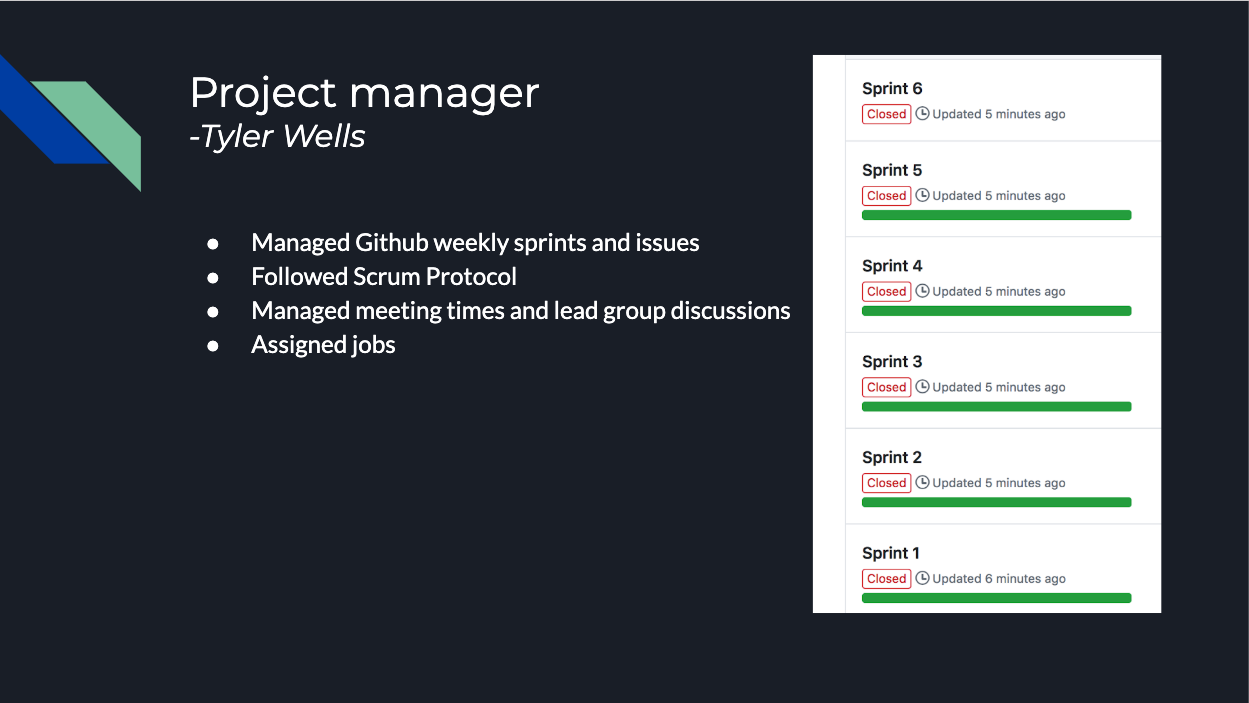 Project manager
-Tyler Wells
● Managed Github weekly sprints and issues
● Followed Scrum Protocol
● Managed meeting times and lead group discussions
● Assigned jobs
Sprint 6
Closed Updated 5 minutes ago
Sprint 5
Closed Updated 5 minutes ago
Sprint 4
Closed Updated 5 minutes ago
Sprint 3
Closed Updated 5 minutes ago
Sprint 2
Closed Updated 5 minutes ago
Sprint 1
Closed Updated 6 minutes ago